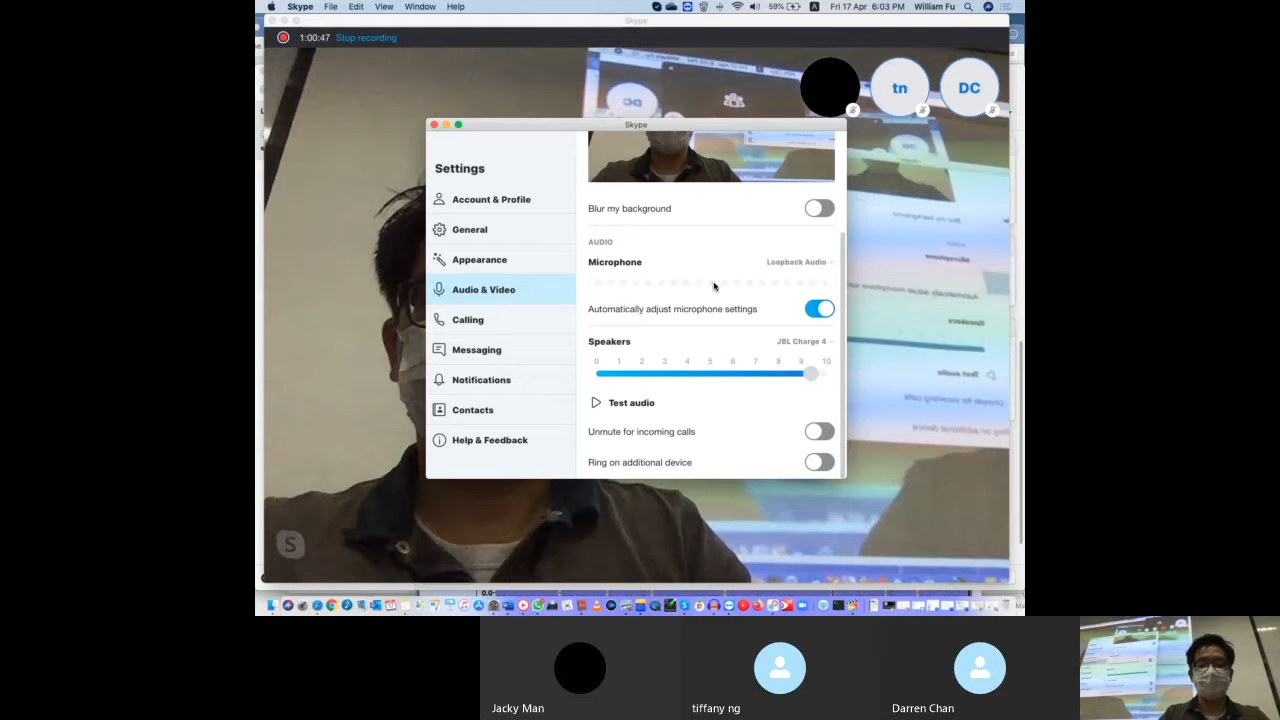 Skype File Edit View Window Help 59% A Fri 17 Apr 6:03 PM William Fu
Skype
1:00:47 Stop recording
tn
DC
Skype
Settings
Account & Profile
General
Appearance
Audio & Video
Calling
Messaging
Notifications
Contacts
Help & Feedback
Blur my background
AUDIO
Microphone Loopback Audio
Automatically adjust microphone settings
Speakers JBL Charge 4
0 1 2 3 4 5 6 7 8 9 10
Test audio
Unmute for incoming calls
Ring on additional device
S
0.0
Jacky Man
tiffany ng
Darren Chan